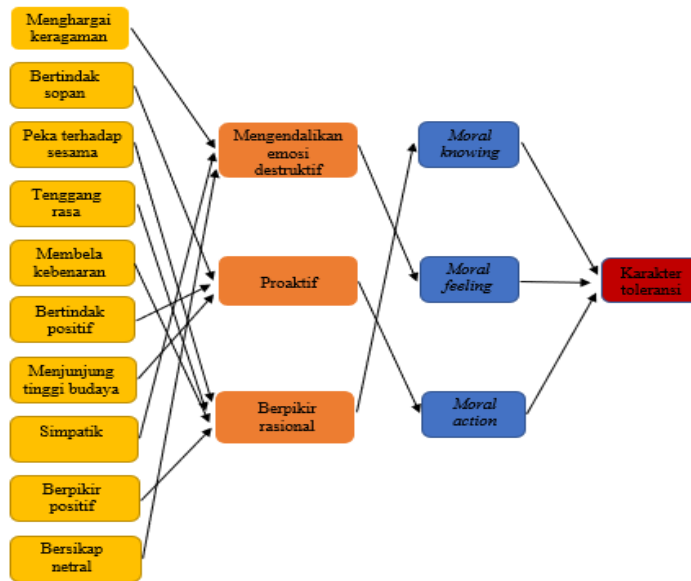 Menghargai
keragaman
Bertindak
sopan
Peka terhadap
sesama
Tenggang
rasa
Membela
kebenaran
Bertindak
positif
Menjunjung
tinggi budaya
Simpatik
Berpikir
positif
Bersikap
netral
Mengendalikan
emosi
destruktif
Proaktif
Berpikir
rasional
Moral
knowing
Moral
feeling
Moral
action
Karakter
toleransi